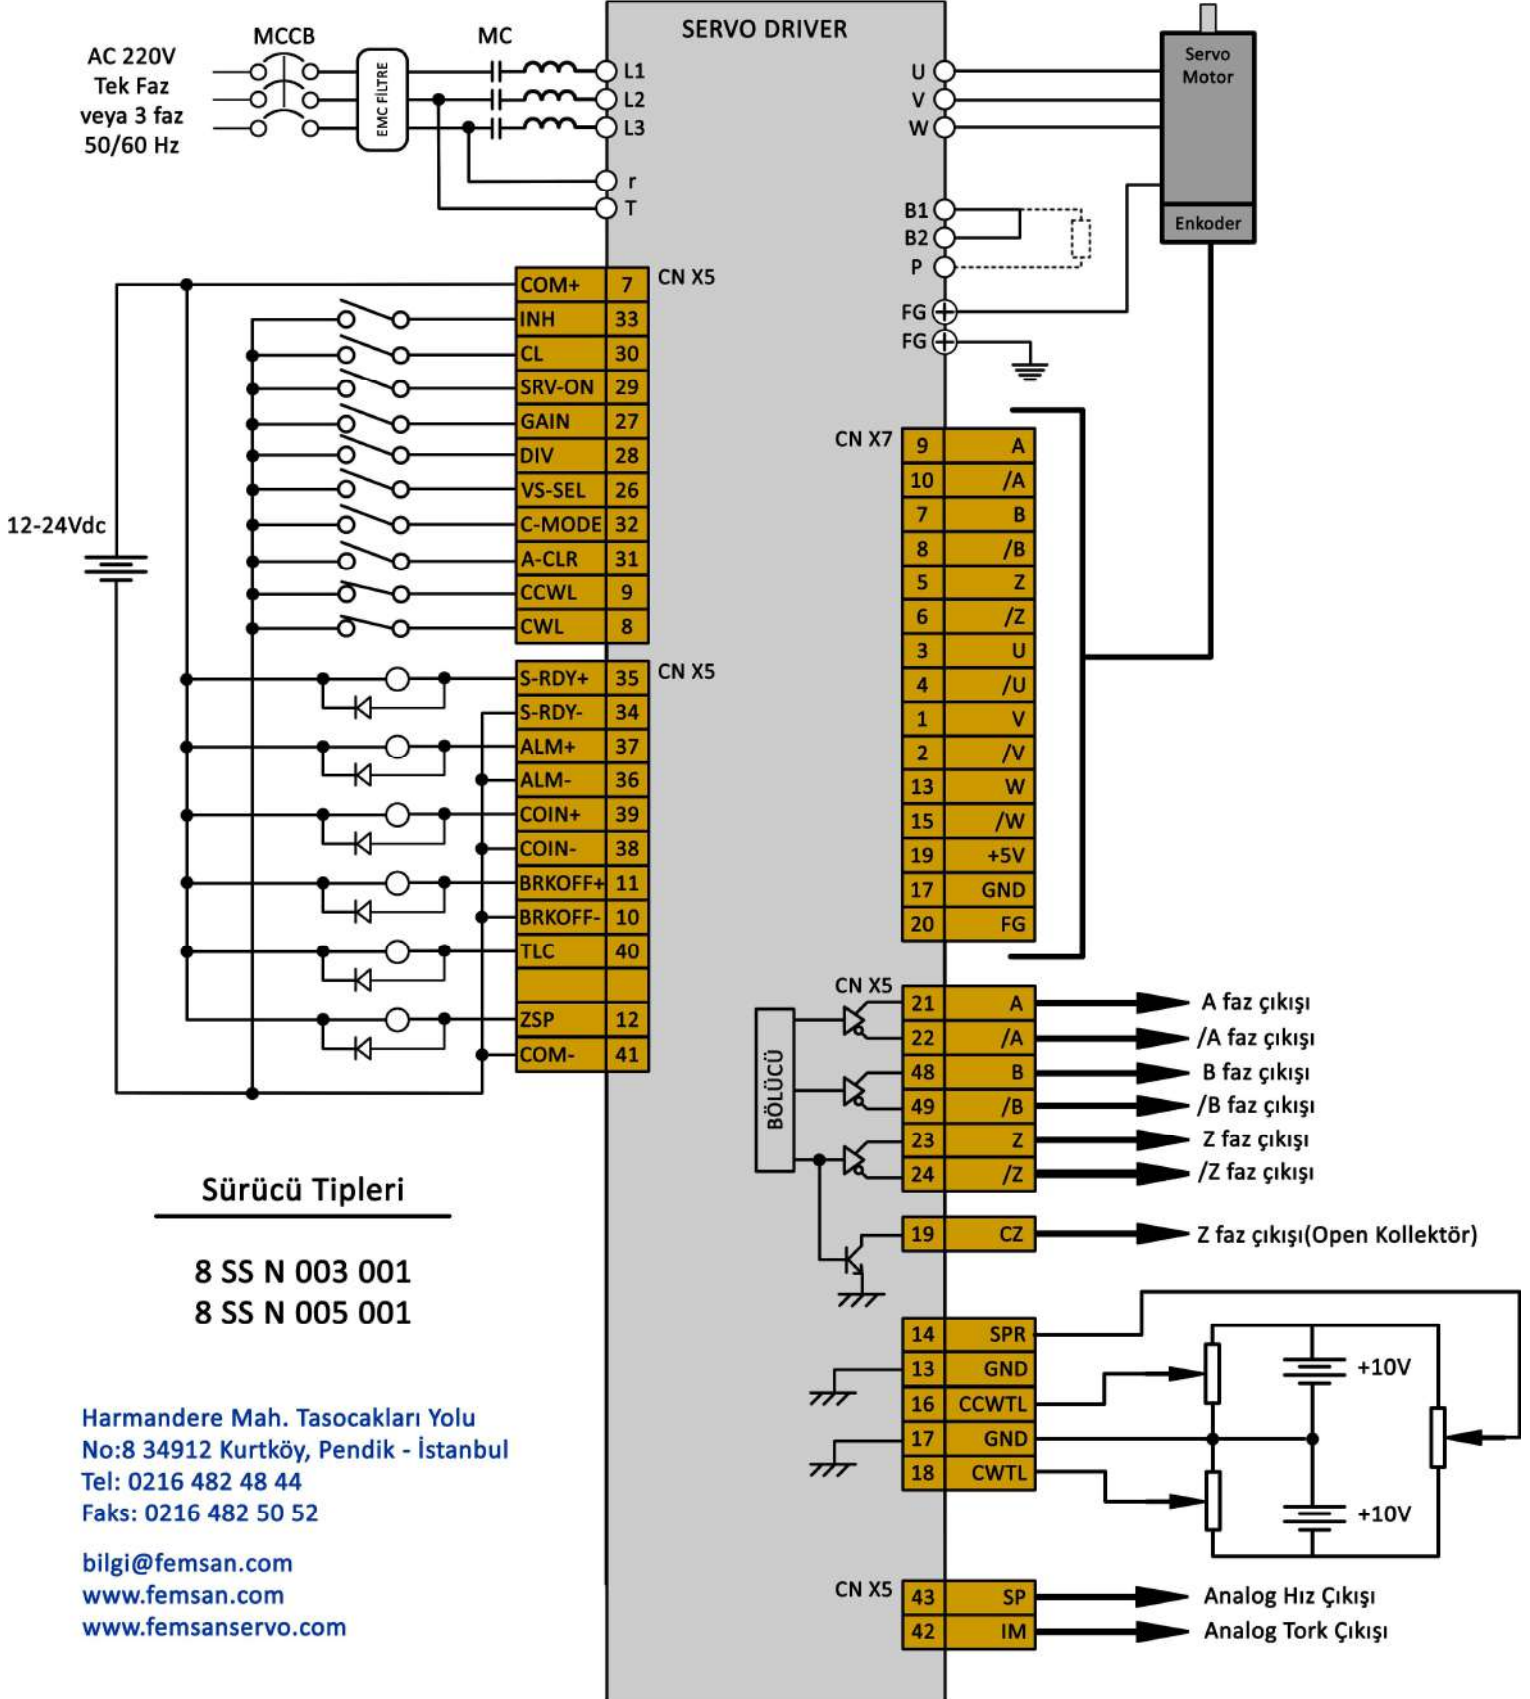 SERVO DRIVER
AC 220V
Tek Faz
veya 3 faz
50/60 Hz
MCCB
EMC FİLTRE
MC
L1
L2
L3
r
T
U
V
W
B1
B2
P
FG
FG
Servo
Motor
Enkoder
12-24Vdc
CN X5
COM+ 7
INH 33
CL 30
SRV-ON 29
GAIN 27
DIV 28
VS-SEL 26
C-MODE 32
A-CLR 31
CCWL 9
CWL 8
CN X5
S-RDY+ 35
S-RDY- 34
ALM+ 37
ALM- 36
COIN+ 39
COIN- 38
BRKOFF+ 11
BRKOFF- 10
TLC 40
ZSP 12
COM- 41
CN X7
9 A
10 /A
7 B
8 /B
5 Z
6 /Z
3 U
4 /U
1 V
2 /V
13 W
15 /W
19 +5V
17 GND
20 FG
CN X5
BÖLÜCÜ
21 A A faz çıkışı
22 /A /A faz çıkışı
48 B B faz çıkışı
49 /B /B faz çıkışı
23 Z Z faz çıkışı
24 /Z /Z faz çıkışı
19 CZ Z faz çıkışı(Open Kollektör)
14 SPR
13 GND
16 CCWTL
17 GND
18 CWTL
+10V
+10V
CN X5
43 SP Analog Hız Çıkışı
42 IM Analog Tork Çıkışı
Sürücü Tipleri
8 SS N 003 001
8 SS N 005 001
Harmandere Mah. Tasocakları Yolu
No:8 34912 Kurtköy, Pendik - İstanbul
Tel: 0216 482 48 44
Faks: 0216 482 50 52
bilgi@femsan.com
www.femsan.com
www.femsanservo.com